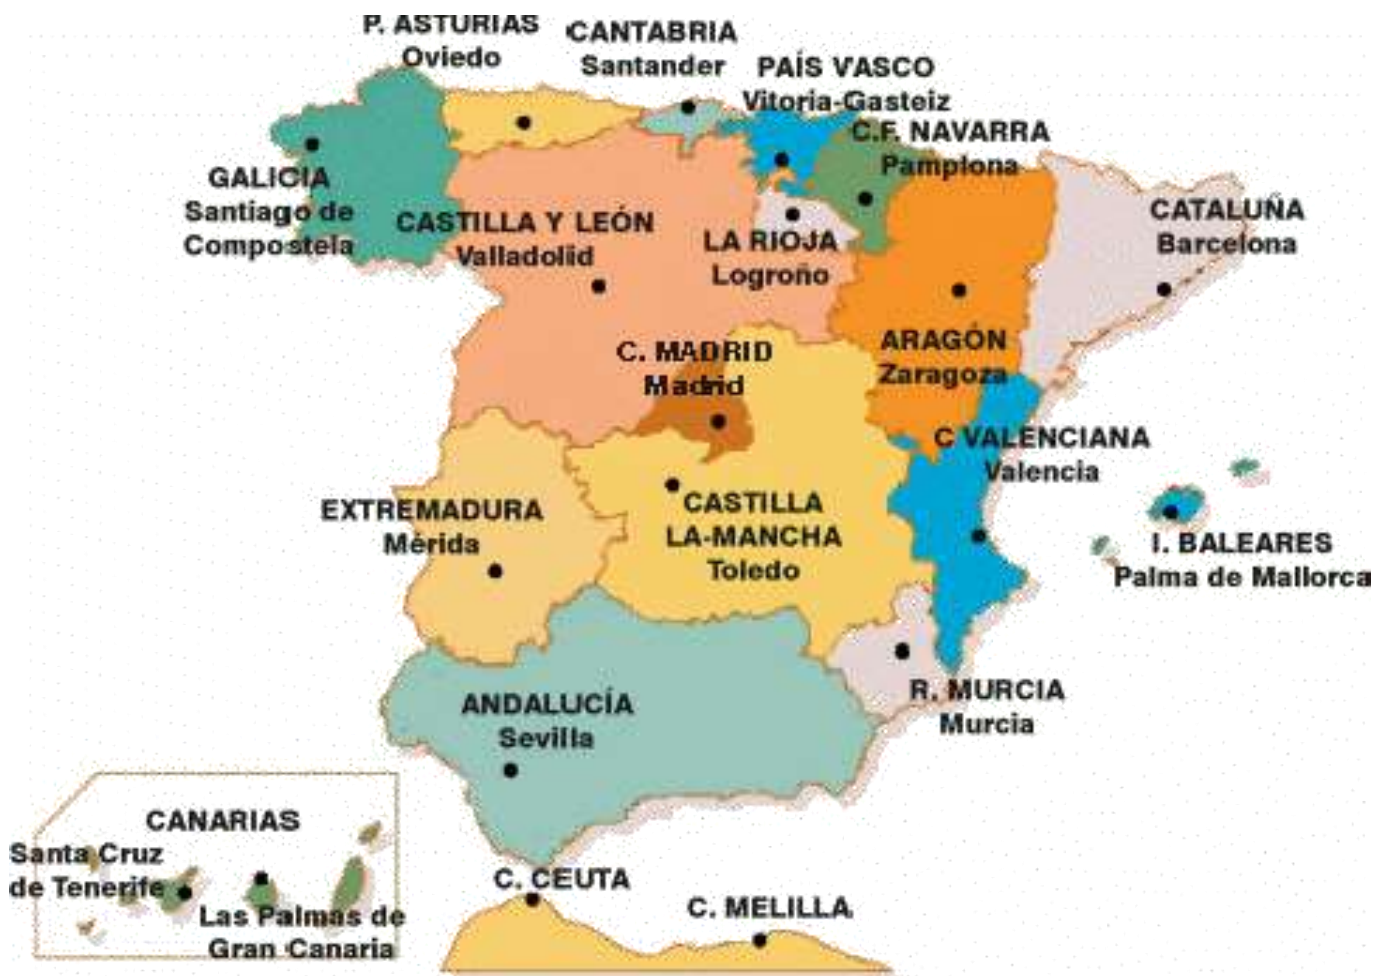 P. ASTURIAS
Oviedo
CANTABRIA
Santander
PAÍS VASCO
Vitoria-Gasteiz
C.F. NAVARRA
Pamplona
GALICIA
Santiago de
Compostela
CASTILLA Y LEÓN
Valladolid
LA RIOJA
Logroño
CATALUÑA
Barcelona
ARAGÓN
Zaragoza
C. MADRID
Madrid
C VALENCIANA
Valencia
EXTREMADURA
Mérida
CASTILLA
LA-MANCHA
Toledo
I. BALEARES
Palma de Mallorca
ANDALUCÍA
Sevilla
R. MURCIA
Murcia
CANARIAS
Santa Cruz
de Tenerife
Las Palmas de
Gran Canaria
C. CEUTA
C. MELILLA